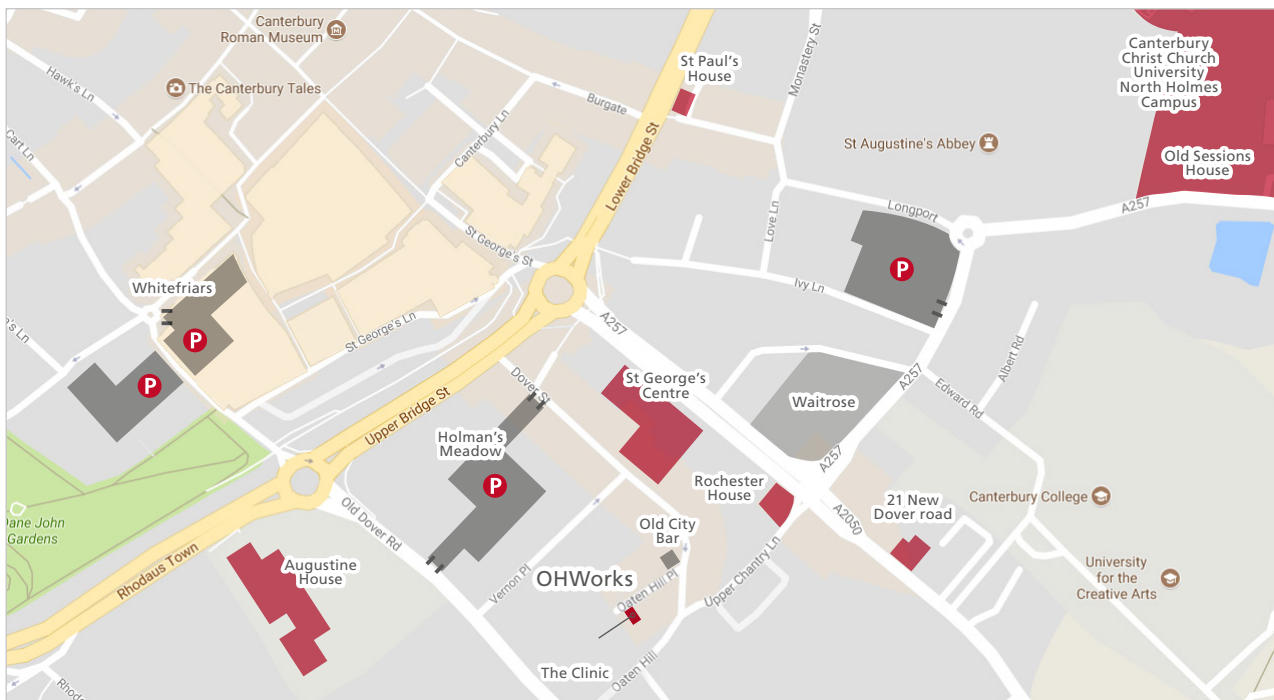 Canterbury
Roman Museum
The Canterbury Tales
Hawk's Ln
Cart Ln
Canterbury Ln
Burgate
St Paul's
House
Lower Bridge St
Monastery St
Canterbury
Christ Church
University
North Holmes
Campus
Old Sessions
House
St Augustine's Abbey
A257
Longport
Love Ln
Ivy Ln
P
St George's St
Whitefriars
P
P
St George's Ln
Upper Bridge St
A257
Dover St
St George's
Centre
Waitrose
A257
A257
Edward Rd
Albert Rd
Holman's
Meadow
P
Rochester
House
A2050
21 New
Dover road
Canterbury College
University
for the
Creative Arts
Old City
Bar
Old Dover Rd
Dane John
Gardens
Rhodaus Town
Augustine
House
Vernon Pl
OHWorks
Oaten Hill Pl
Upper Chantry Ln
The Clinic
Oaten Hill